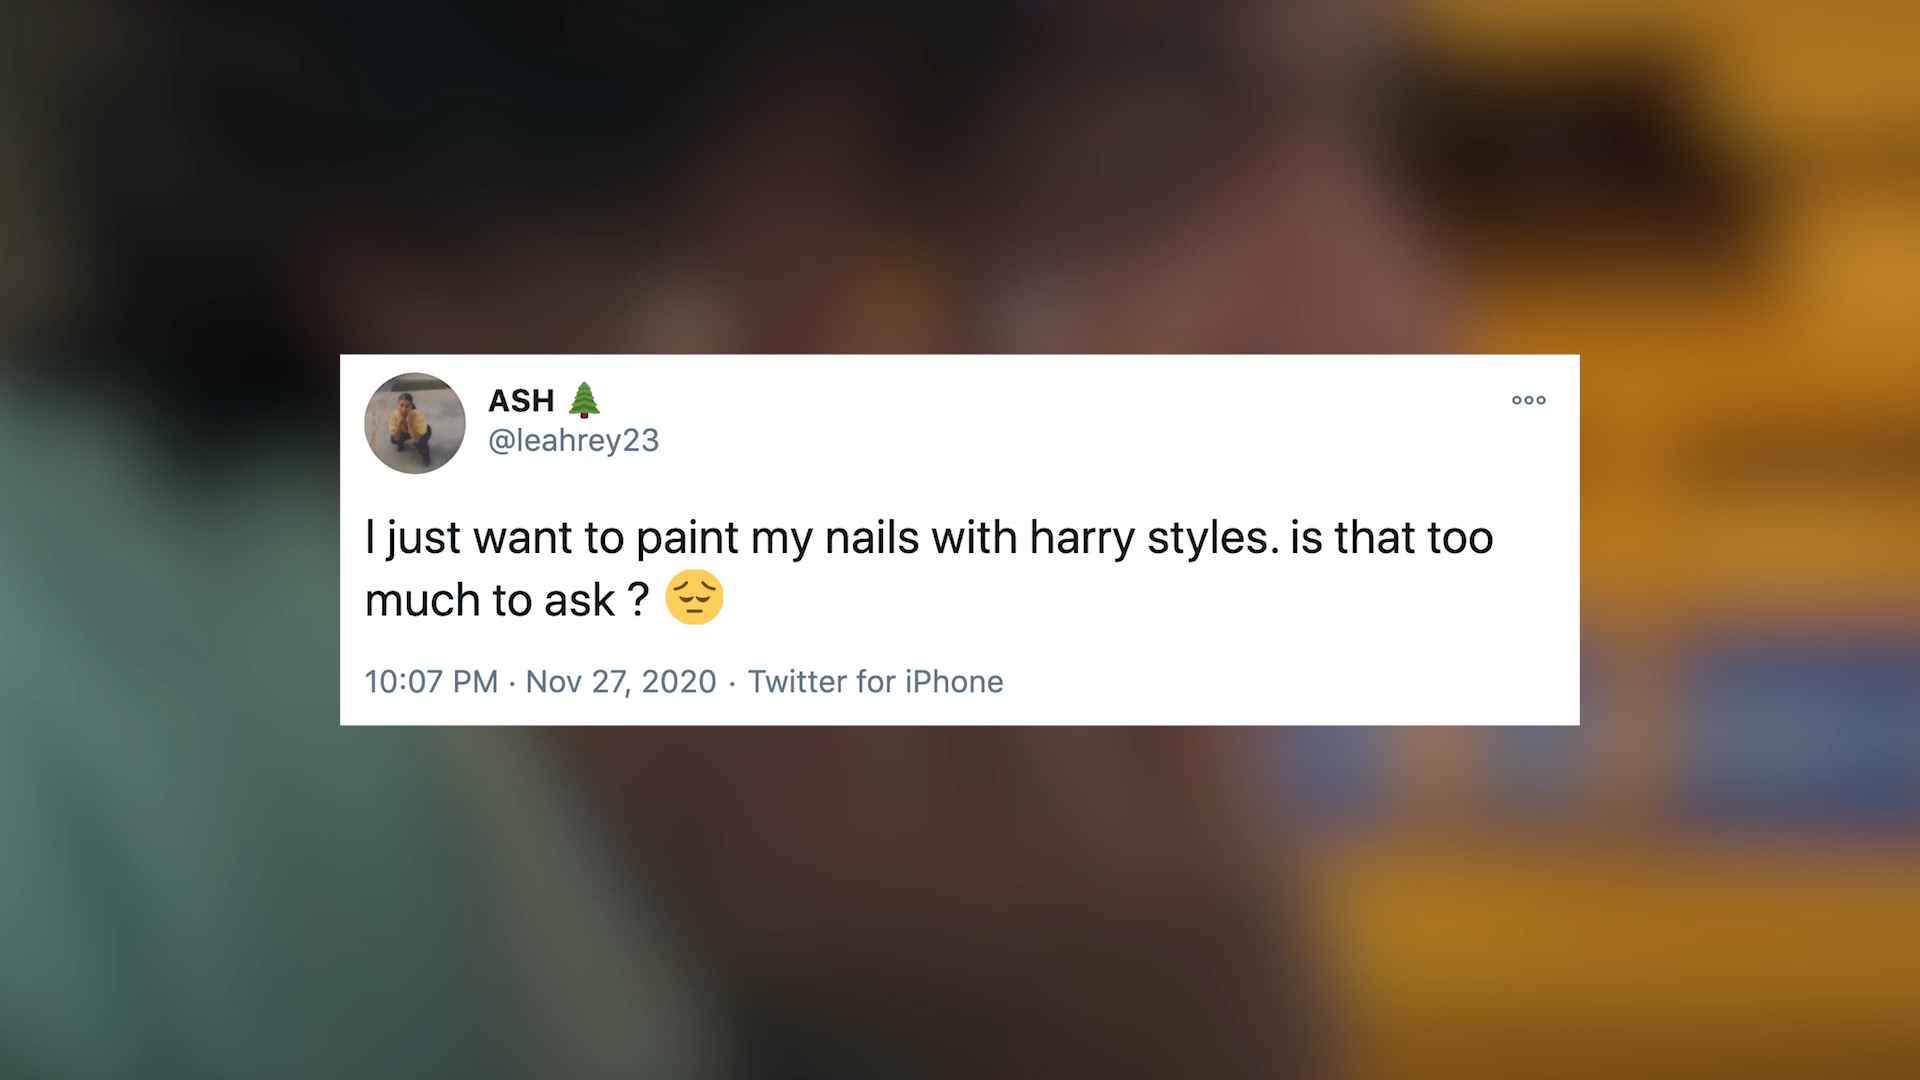 ASH 🌲
@leahrey23
I just want to paint my nails with harry styles. is that too
much to ask ? 😔
10:07 PM · Nov 27, 2020 · Twitter for iPhone